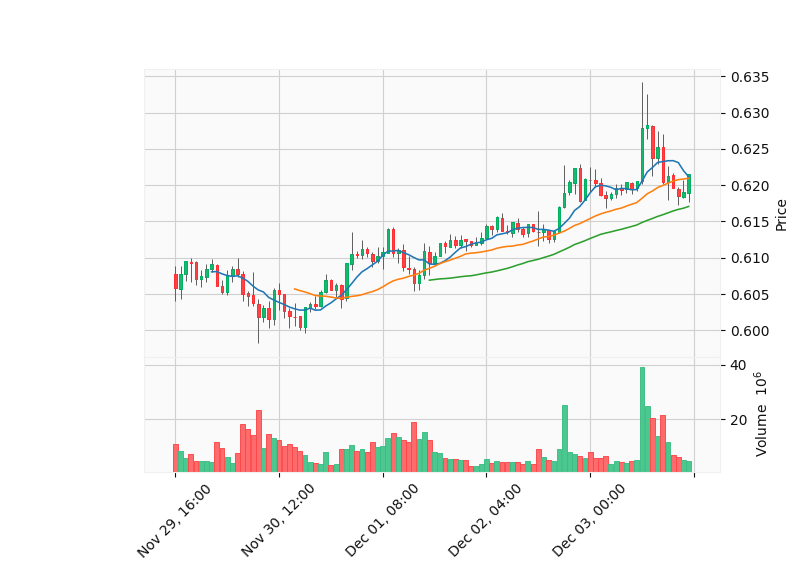 0.635
0.630
0.625
0.620
0.615
0.610
0.605
0.600
Price
40
20
Volume 10^6
Nov 29, 16:00
Nov 30, 12:00
Dec 01, 08:00
Dec 02, 04:00
Dec 03, 00:00